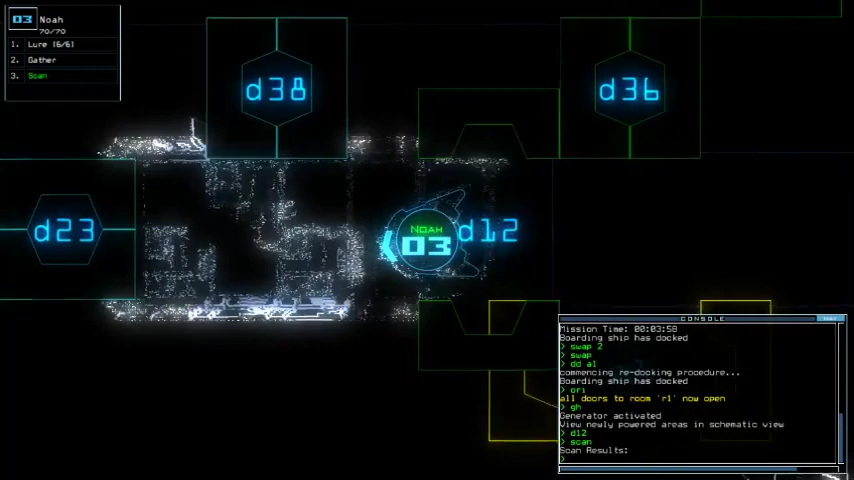 03 Noah
70/70
1. Lure (6/6)
2. Gather
3. Scan
d38
d36
d23
Noah
03
d12
CONSOLE
Mission Time: 00:03:58
Boarding ship has docked
> swap 2
> swap
> dd a1
commencing re-docking procedure...
Boarding ship has docked
> ori
all doors to room 'r1' now open
> gh
Generator activated
View newly powered areas in schematic view
> d12
> scan
Scan Results:
>